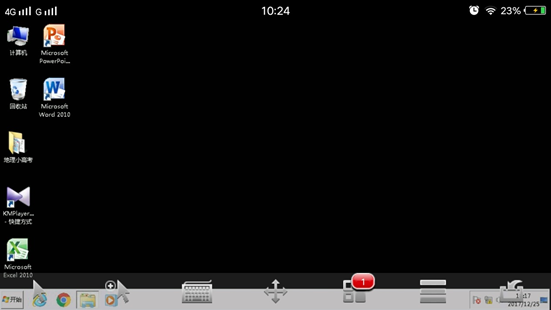 4G
G
10:24
23%
计算机
Microsoft
PowerPoi...
回收站
Microsoft
Word 2010
地理小高考
KMPlayer...
- 快捷方式
Microsoft
Excel 2010
1
开始
2017/12/25